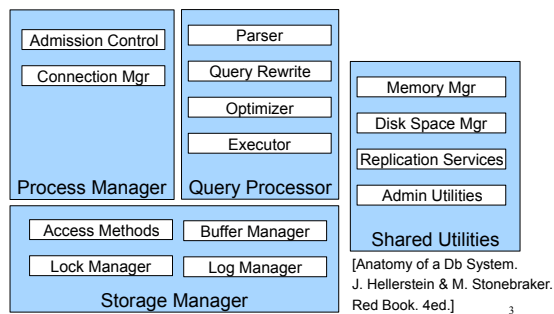 Admission Control
Connection Mgr
Process Manager
Parser
Query Rewrite
Optimizer
Executor
Query Processor
Access Methods
Buffer Manager
Lock Manager
Log Manager
Storage Manager
Memory Mgr
Disk Space Mgr
Replication Services
Admin Utilities
Shared Utilities
[Anatomy of a Db System.
J. Hellerstein & M. Stonebraker.
Red Book. 4ed.]
3